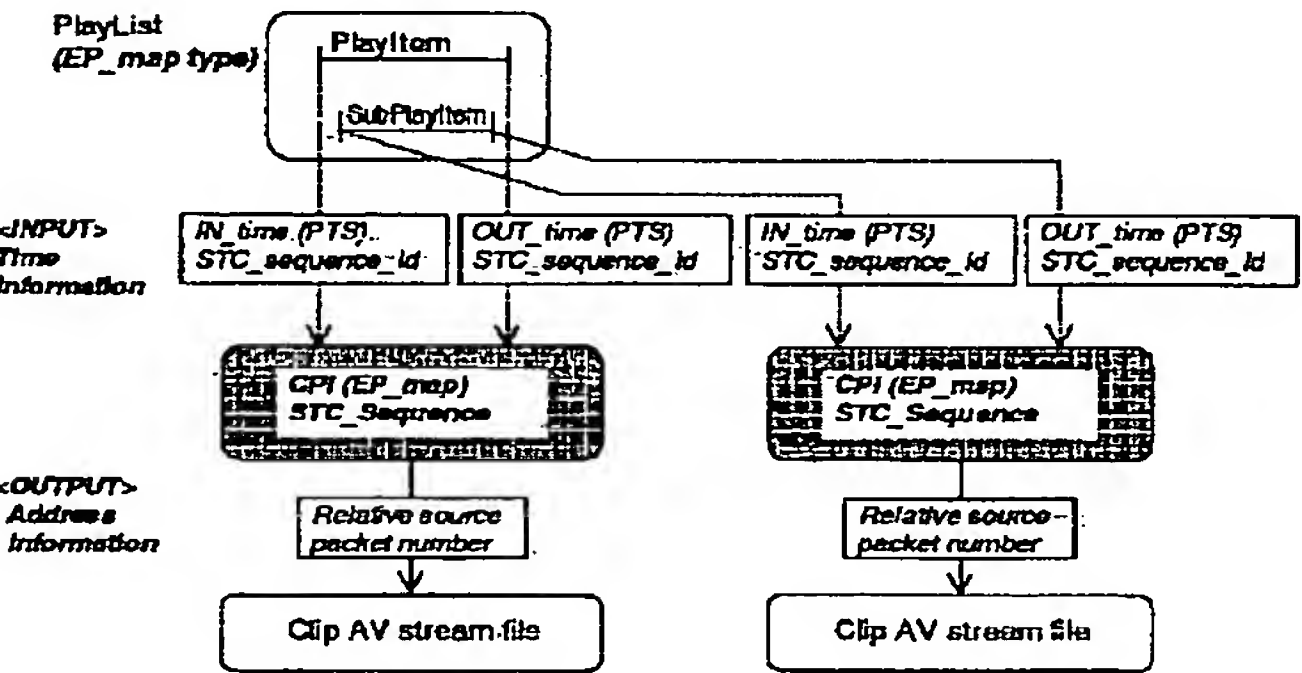 PlayList
(EP_map type)
PlayItem
SubPlayItem
<INPUT>
Time
Information
IN_time (PTS)
STC_sequence_id
OUT_time (PTS)
STC_sequence_id
IN_time (PTS)
STC_sequence_id
OUT_time (PTS)
STC_sequence_id
CPI (EP_map)
STC_Sequence
CPI (EP_map)
STC_Sequence
<OUTPUT>
Address
Information
Relative source
packet number
Relative source
packet number
Clip AV stream file
Clip AV stream file